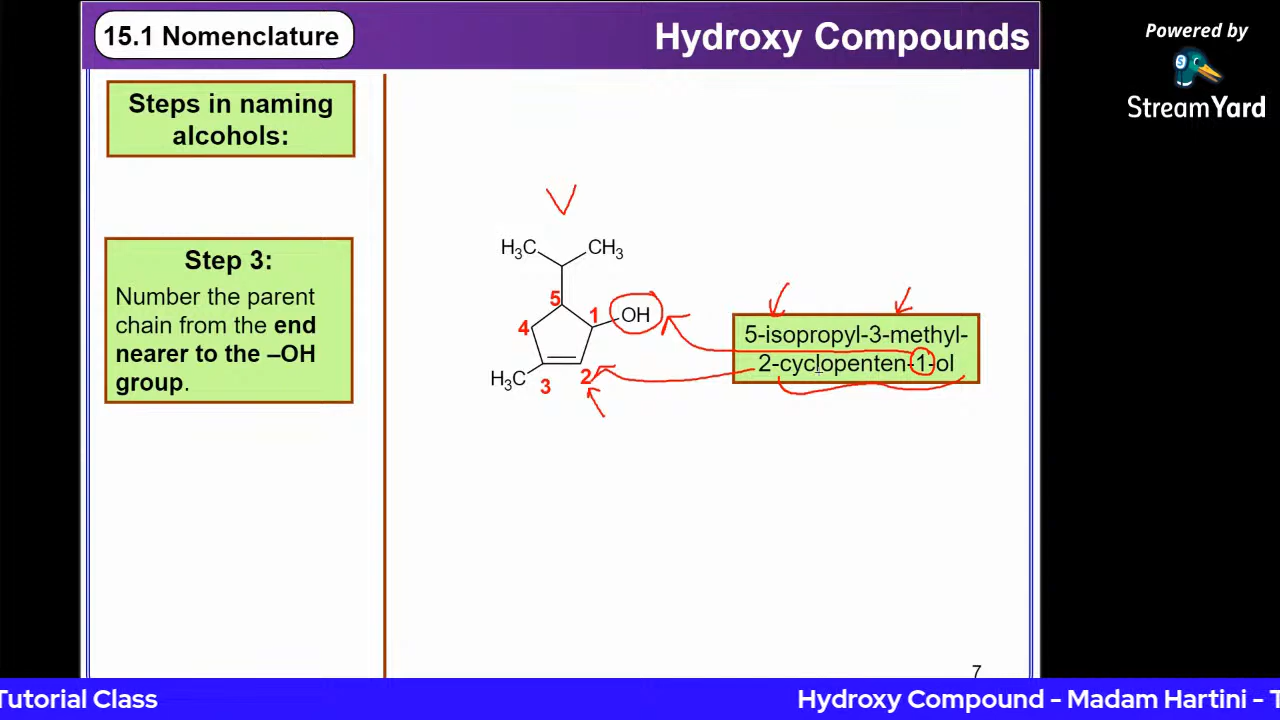 15.1 Nomenclature
Hydroxy Compounds
Powered by
StreamYard
Steps in naming
alcohols:
Step 3:
Number the parent
chain from the end
nearer to the –OH
group.
H₃C
CH₃
5
1
OH
4
H₃C
3
2
5-isopropyl-3-methyl-
2-cyclopenten-1-ol
7
Tutorial Class
Hydroxy Compound - Madam Hartini - T